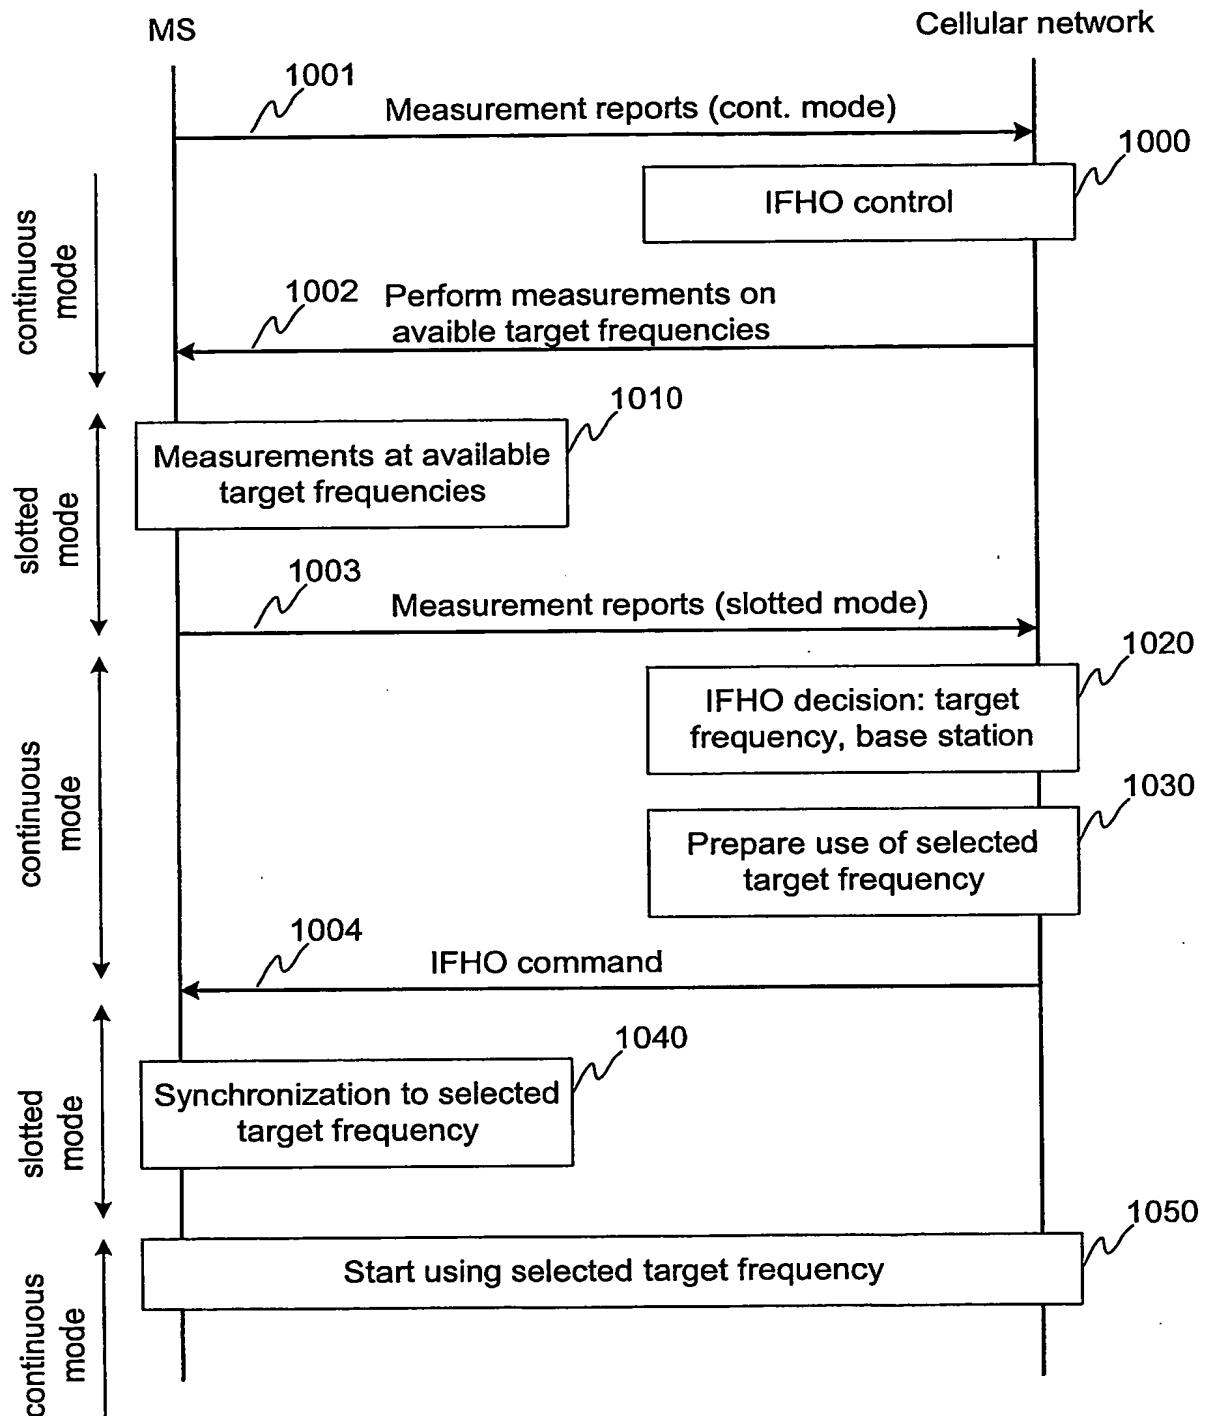 MS
Cellular network
1001
Measurement reports (cont. mode)
1000
IFHO control
continuous
mode
1002
Perform measurements on
avaible target frequencies
1010
Measurements at available
target frequencies
slotted
mode
1003
Measurement reports (slotted mode)
1020
IFHO decision: target
frequency, base station
continuous
mode
1030
Prepare use of selected
target frequency
1004
IFHO command
1040
Synchronization to selected
target frequency
slotted
mode
1050
Start using selected target frequency
continuous
mode